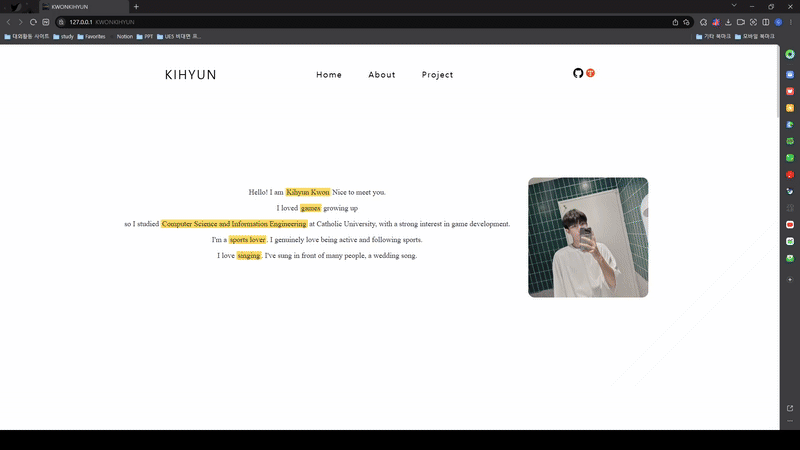 KWONKIHYUN
127.0.0.1 KWONKIHYUN
대외활동 사이트 study Favorites Notion PPT UE5 비대면 프... 기타 북마크 모바일 북마크
KIHYUN Home About Project
Hello! I am Kihyun Kwon Nice to meet you.
I loved games growing up
so I studied Computer Science and Information Engineering at Catholic University, with a strong interest in game development.
I'm a sports lover. I genuinely love being active and following sports.
I love singing, I've sung in front of many people, a wedding song.